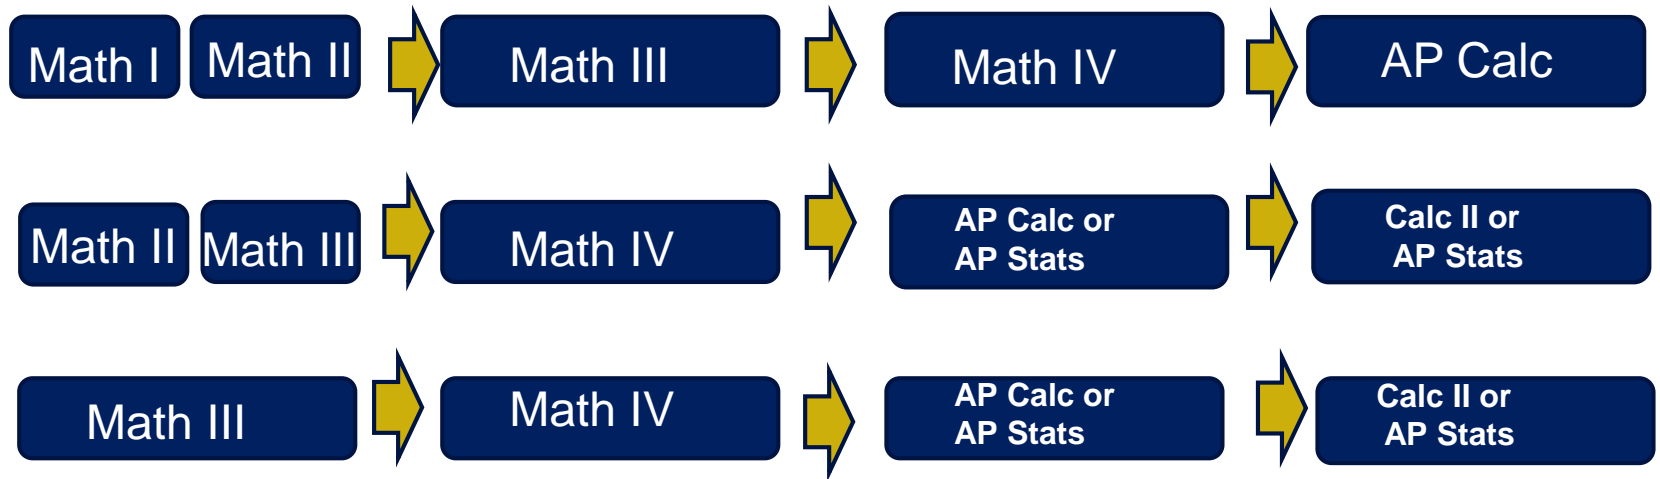 Math I Math II Math III Math IV AP Calc
Math II Math III Math IV AP Calc or Calc II or
AP Stats AP Stats
Math III Math IV AP Calc or Calc II or
AP Stats AP Stats